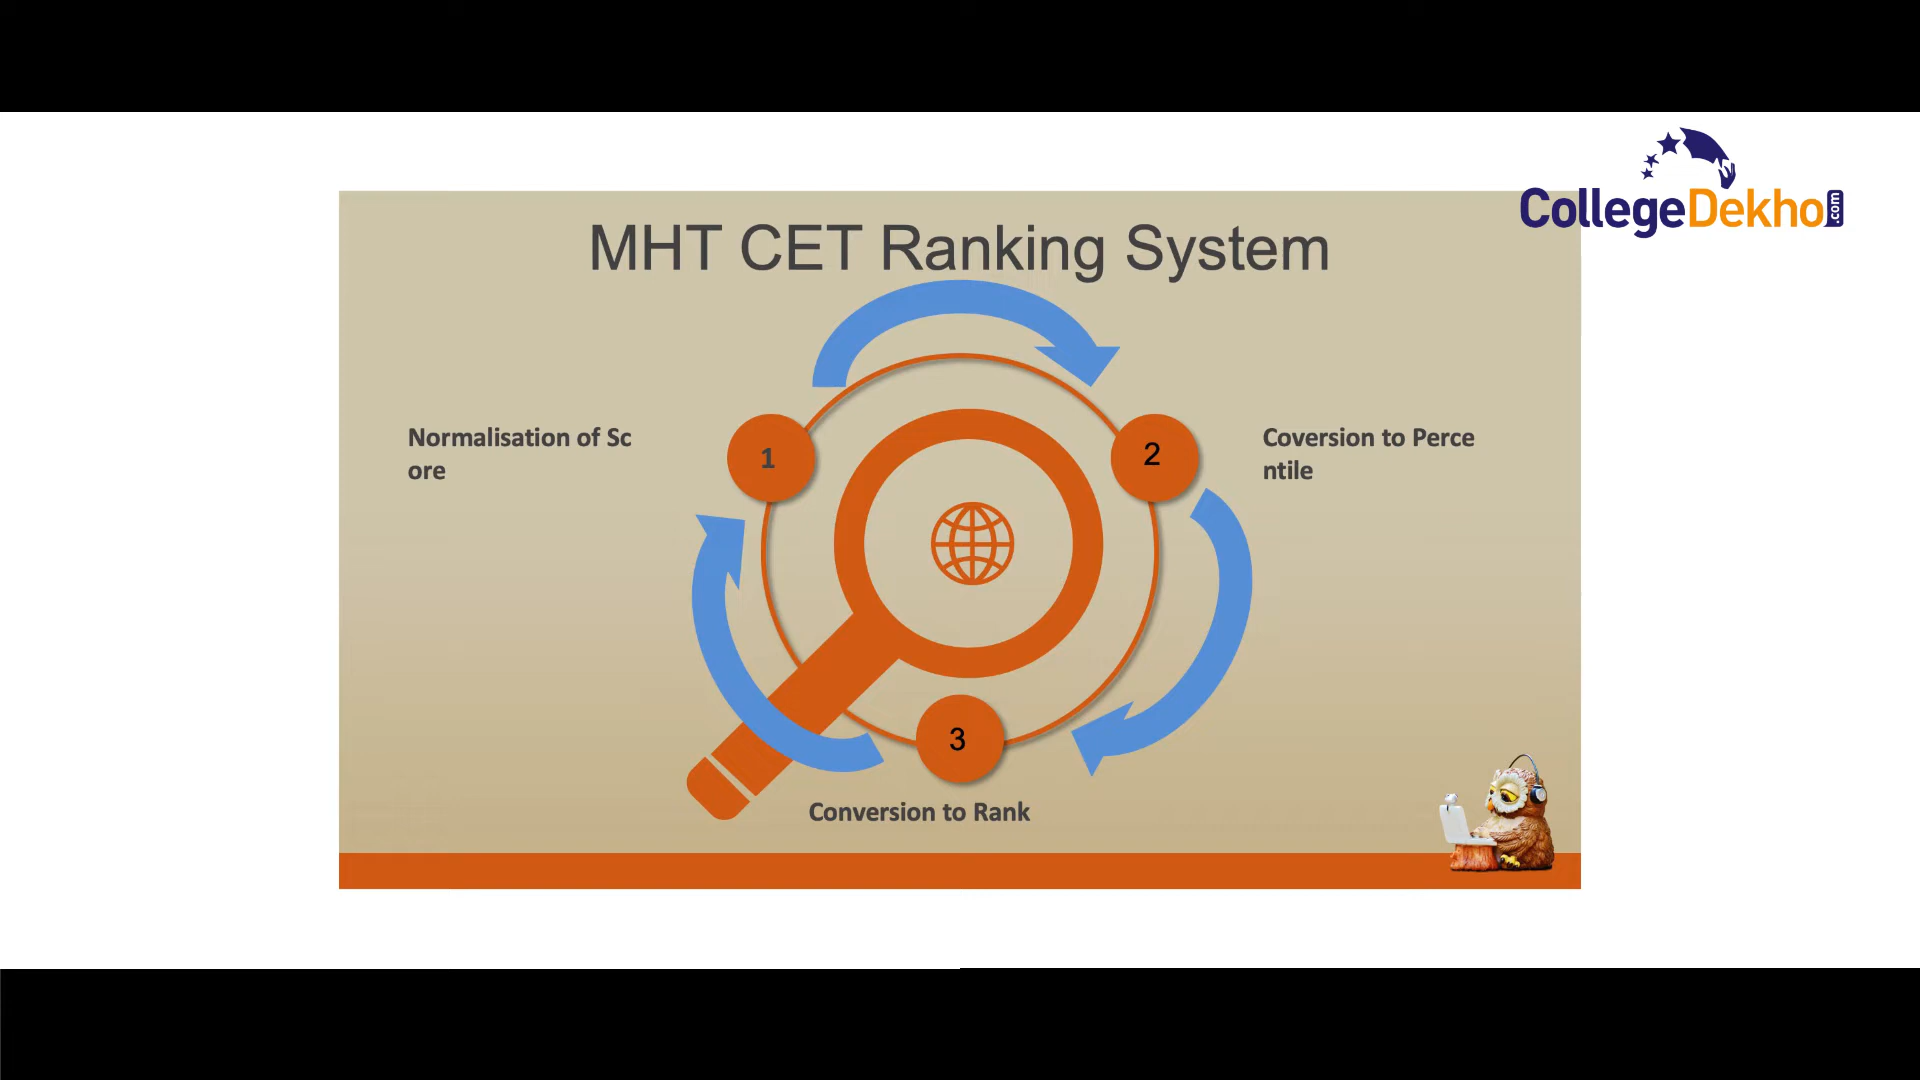 CollegeDekho.com
MHT CET Ranking System
Normalisation of Sc
ore
1
2
Coversion to Perce
ntile
3
Conversion to Rank